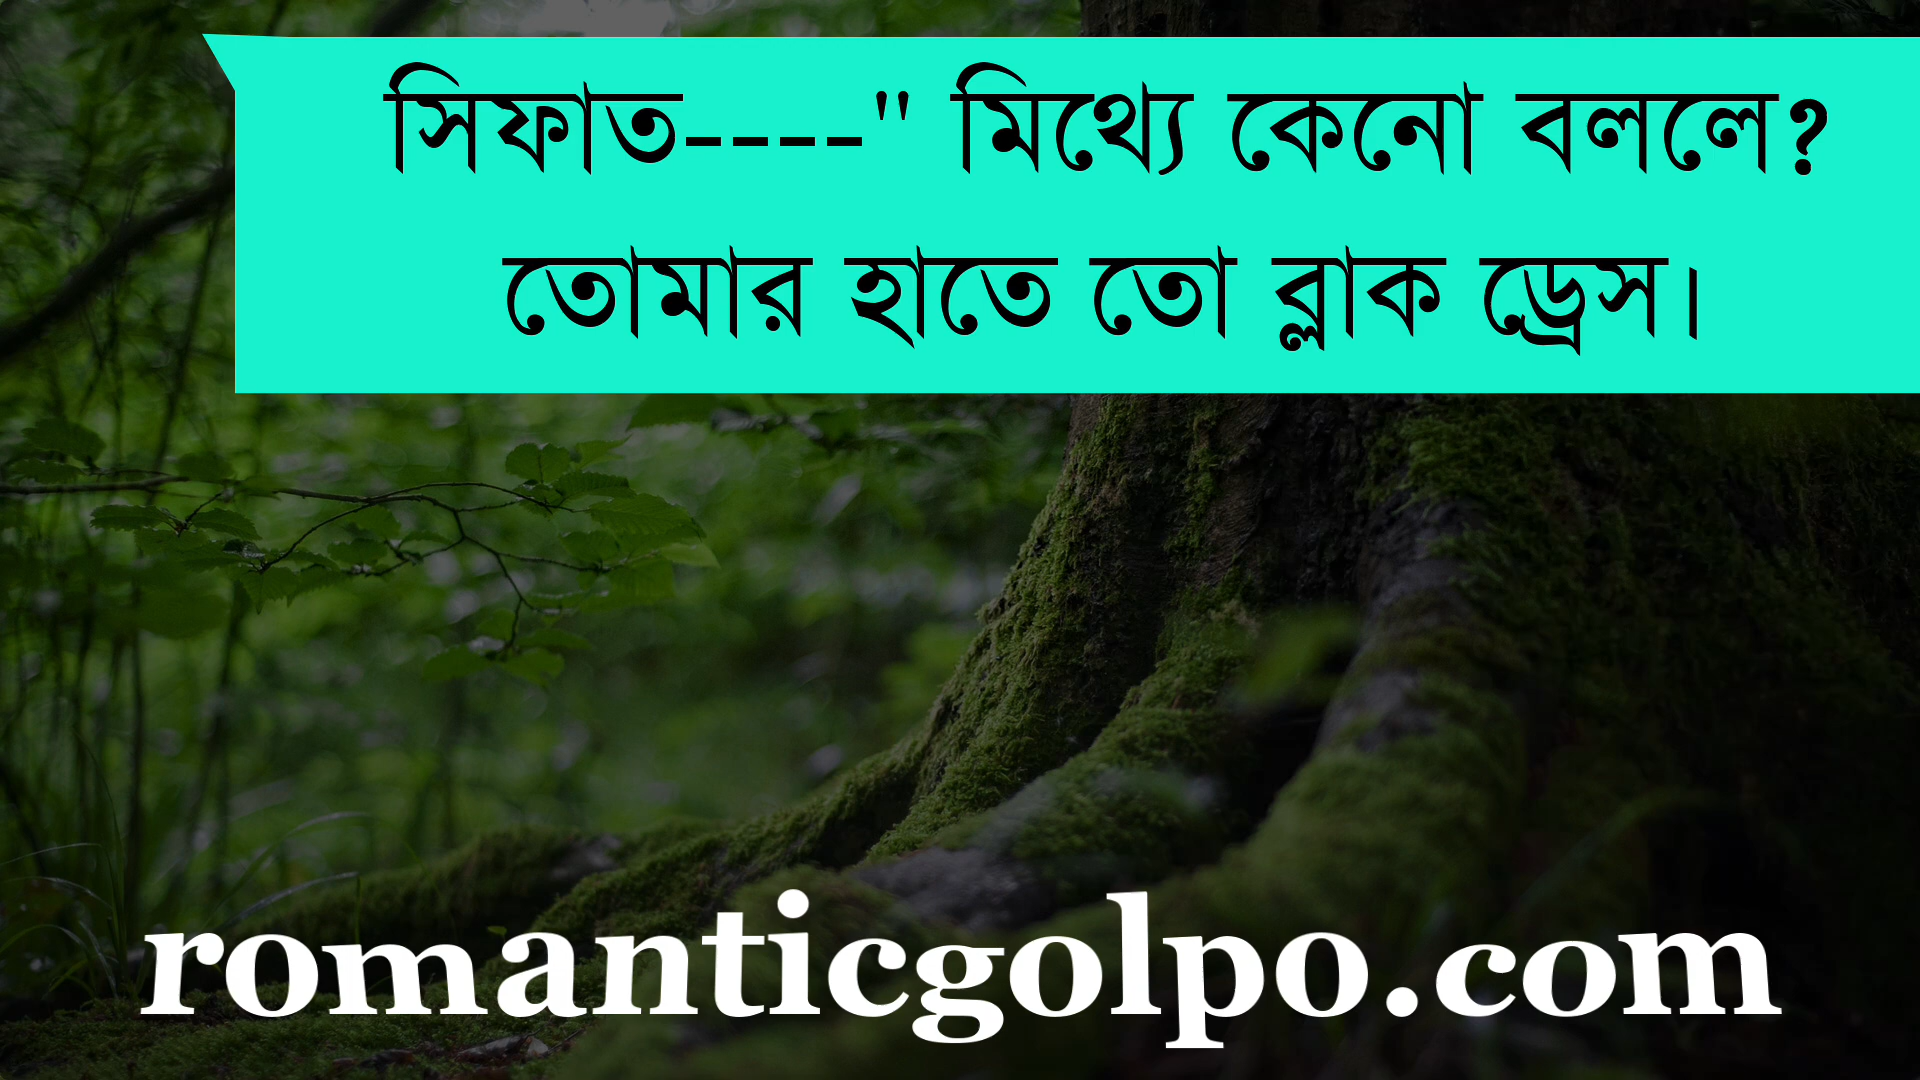 সিফাত----" মিথ্যে কেনো বললে?
তোমার হাতে তো ব্লাক ড্রেস।
romanticgolpo.com